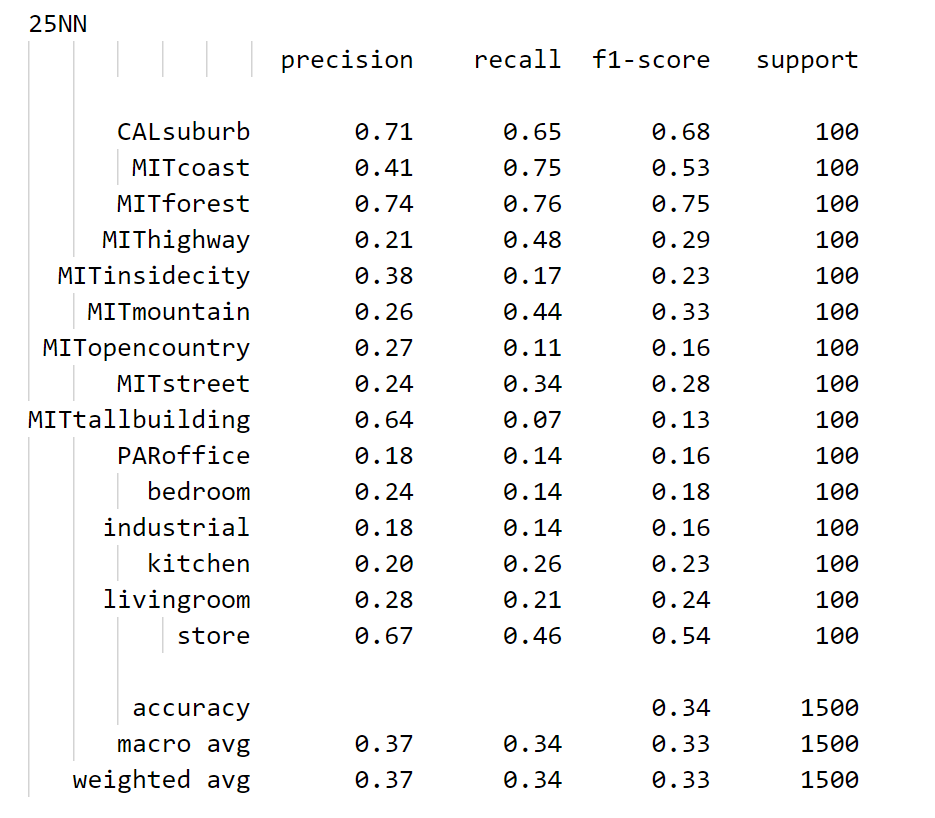 25NN
precision recall f1-score support
CALsuburb 0.71 0.65 0.68 100
MITcoast 0.41 0.75 0.53 100
MITforest 0.74 0.76 0.75 100
MIThighway 0.21 0.48 0.29 100
MITinsidecity 0.38 0.17 0.23 100
MITmountain 0.26 0.44 0.33 100
MITopencountry 0.27 0.11 0.16 100
MITstreet 0.24 0.34 0.28 100
MITtallbuilding 0.64 0.07 0.13 100
PARoffice 0.18 0.14 0.16 100
bedroom 0.24 0.14 0.18 100
industrial 0.18 0.14 0.16 100
kitchen 0.20 0.26 0.23 100
livingroom 0.28 0.21 0.24 100
store 0.67 0.46 0.54 100
accuracy 0.34 1500
macro avg 0.37 0.34 0.33 1500
weighted avg 0.37 0.34 0.33 1500